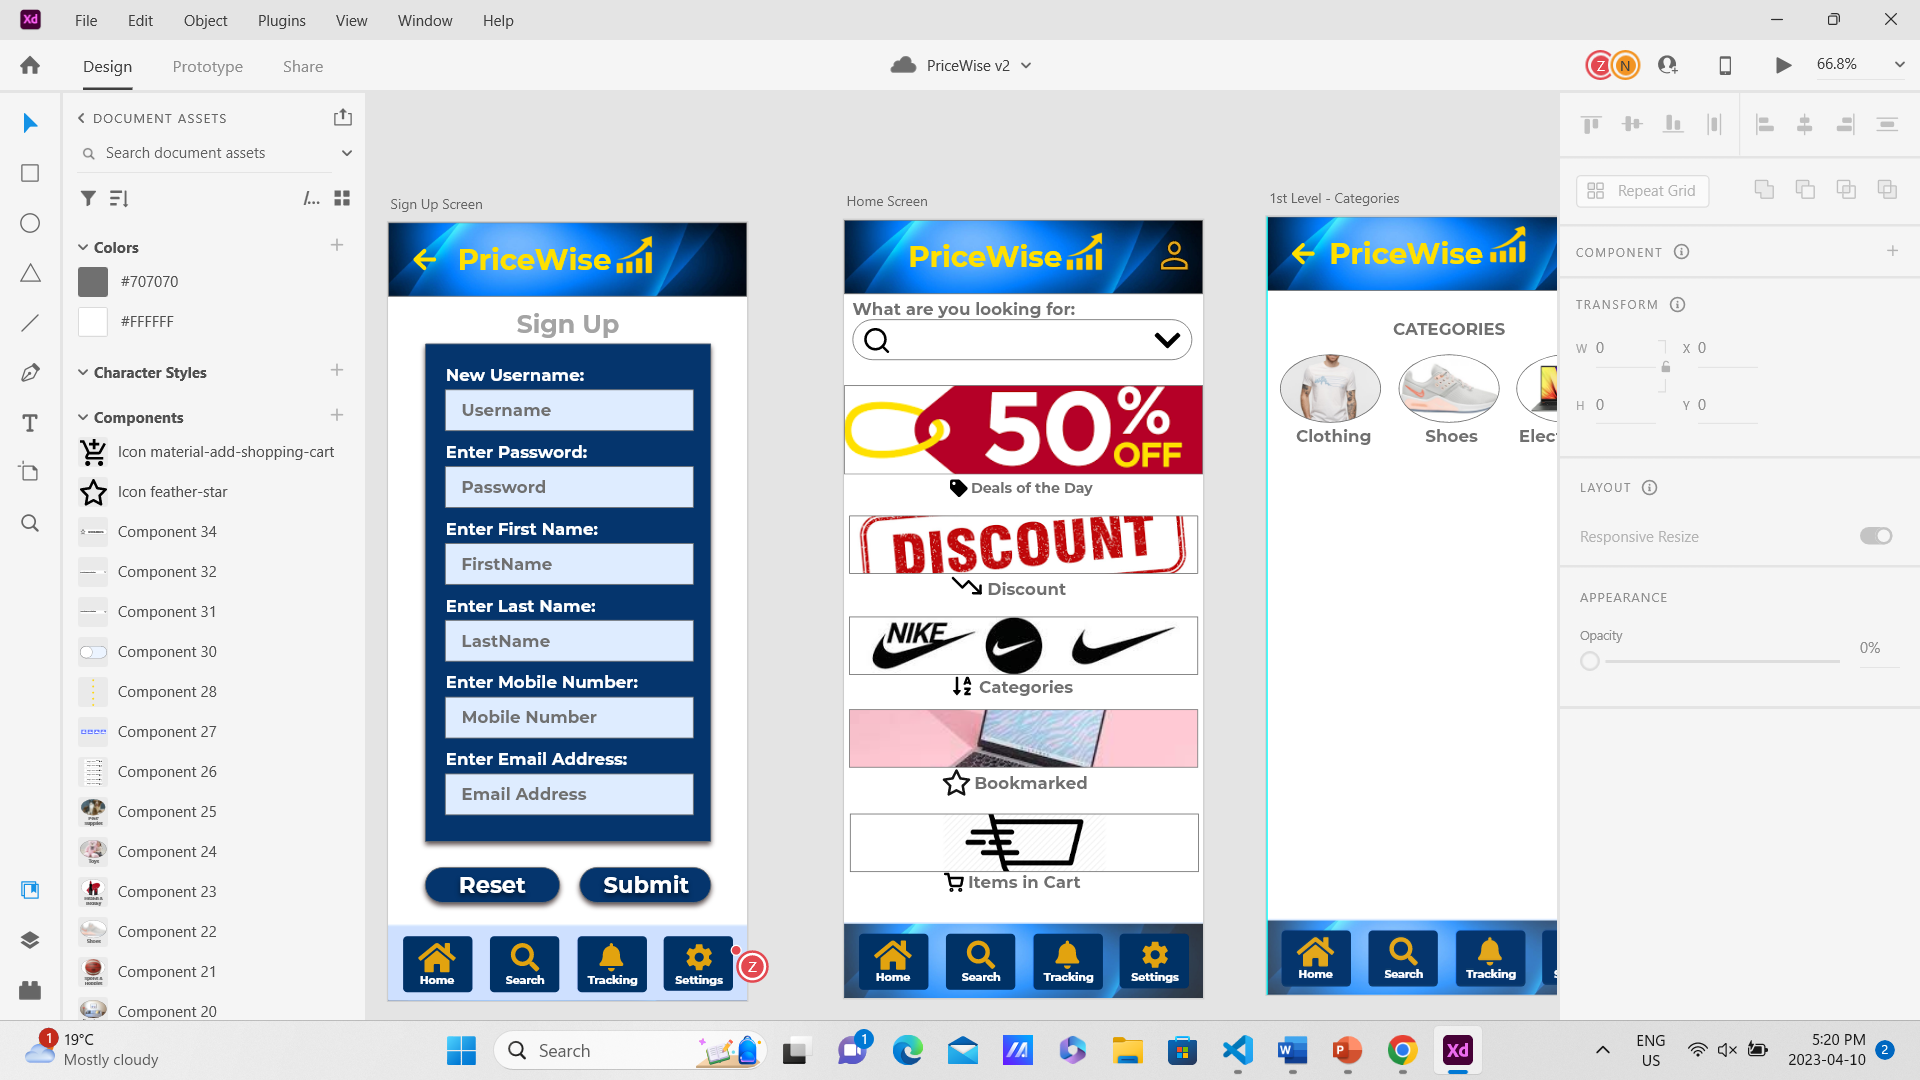 Xd File Edit Object Plugins View Window Help
Design Prototype Share
PriceWise v2
Z N
66.8%
DOCUMENT ASSETS
Search document assets
/...
Colors
#707070
#FFFFFF
Character Styles
Components
Icon material-add-shopping-cart
Icon feather-star
Component 34
Component 32
Component 31
Component 30
Component 28
Component 27
Component 26
Component 25
Component 24
Component 23
Component 22
Component 21
Component 20
Sign Up Screen
PriceWise
Sign Up
New Username:
Username
Enter Password:
Password
Enter First Name:
FirstName
Enter Last Name:
LastName
Enter Mobile Number:
Mobile Number
Enter Email Address:
Email Address
Reset Submit
Home Search Tracking Settings
Z
Home Screen
PriceWise
What are you looking for:
50% OFF
Deals of the Day
DISCOUNT
Discount
NIKE
A Z Categories
Bookmarked
Items in Cart
Home Search Tracking Settings
1st Level - Categories
PriceWise
CATEGORIES
Clothing Shoes Elect
Home Search Tracking S
Repeat Grid
COMPONENT
TRANSFORM
W 0 X 0
H 0 Y 0
LAYOUT
Responsive Resize
APPEARANCE
Opacity
0%
1
19°C
Mostly cloudy
Search
1
W
P
Xd
ENG
US
5:20 PM
2023-04-10
2